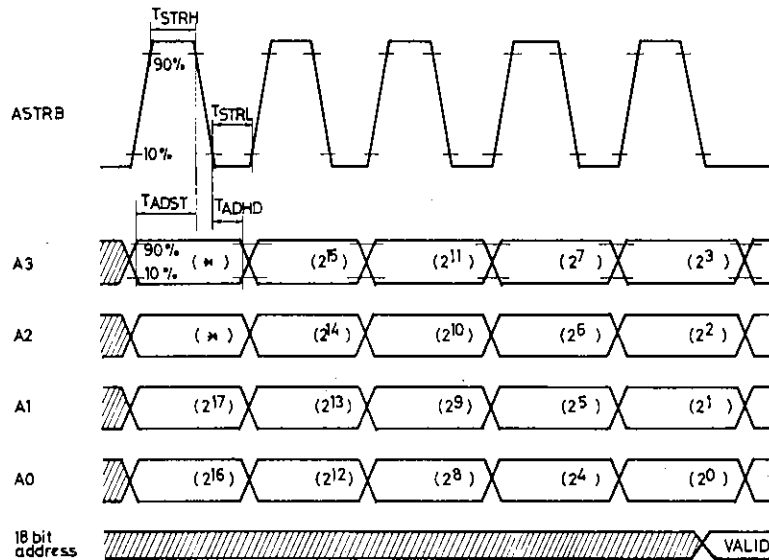 TSTRH
90%
ASTRB
TSTRL
10%
TADST
TADHD
A3 90% 10% (*) (2^15) (2^11) (2^7) (2^3)
A2 (*) (2^14) (2^10) (2^6) (2^2)
A1 (2^17) (2^13) (2^9) (2^5) (2^1)
A0 (2^16) (2^12) (2^8) (2^4) (2^0)
18 bit
address VALID